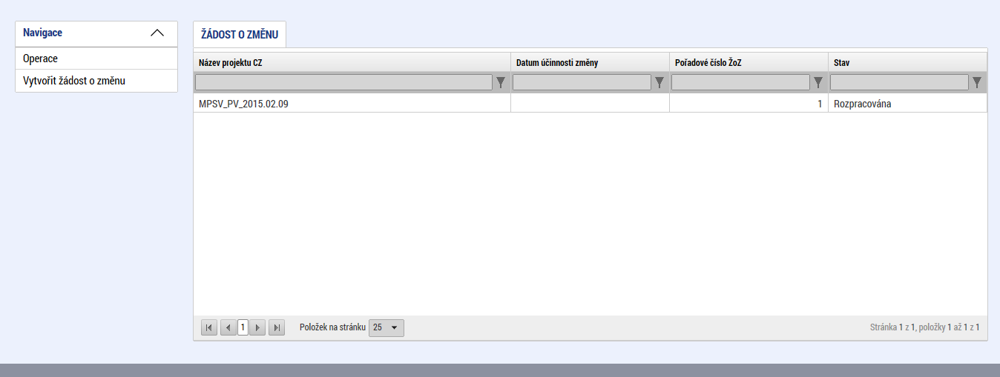 Navigace
Operace
Vytvořit žádost o změnu
ŽÁDOST O ZMĚNU
Název projektu CZ Datum účinnosti změny Pořadové číslo ŽoZ Stav
MPSV_PV_2015.02.09 1 Rozpracována
1 Položek na stránku 25 Stránka 1 z 1, položky 1 až 1 z 1